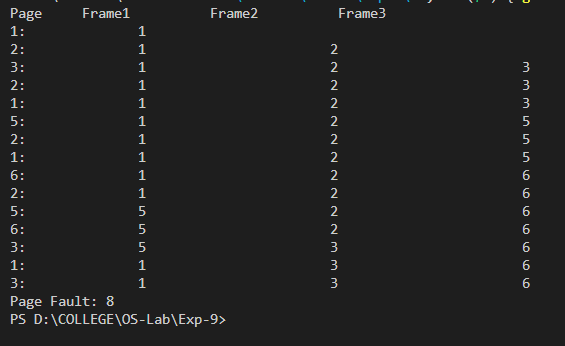 Page Frame1 Frame2 Frame3
1: 1
2: 1 2
3: 1 2 3
2: 1 2 3
1: 1 2 3
5: 1 2 5
2: 1 2 5
1: 1 2 5
6: 1 2 6
2: 1 2 6
5: 5 2 6
6: 5 2 6
3: 5 3 6
1: 1 3 6
3: 1 3 6
Page Fault: 8
PS D:\COLLEGE\OS-Lab\Exp-9>